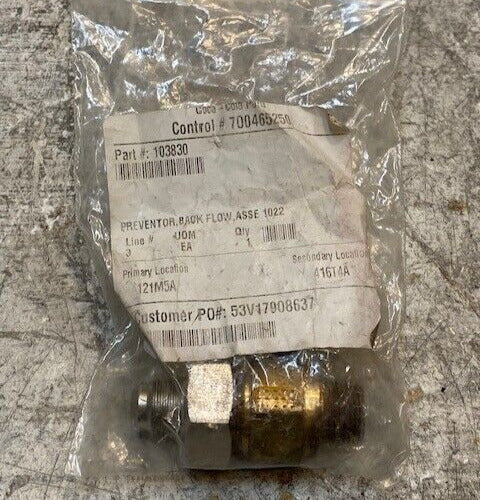 Control # 700465250
Part #: 103830
PREVENTOR,BACK FLOW,ASSE 1022
Line # UOM Qty
3 EA 1
Primary Location Secondary Location
121M5A 416T4A
Customer PO#: 53V17908637